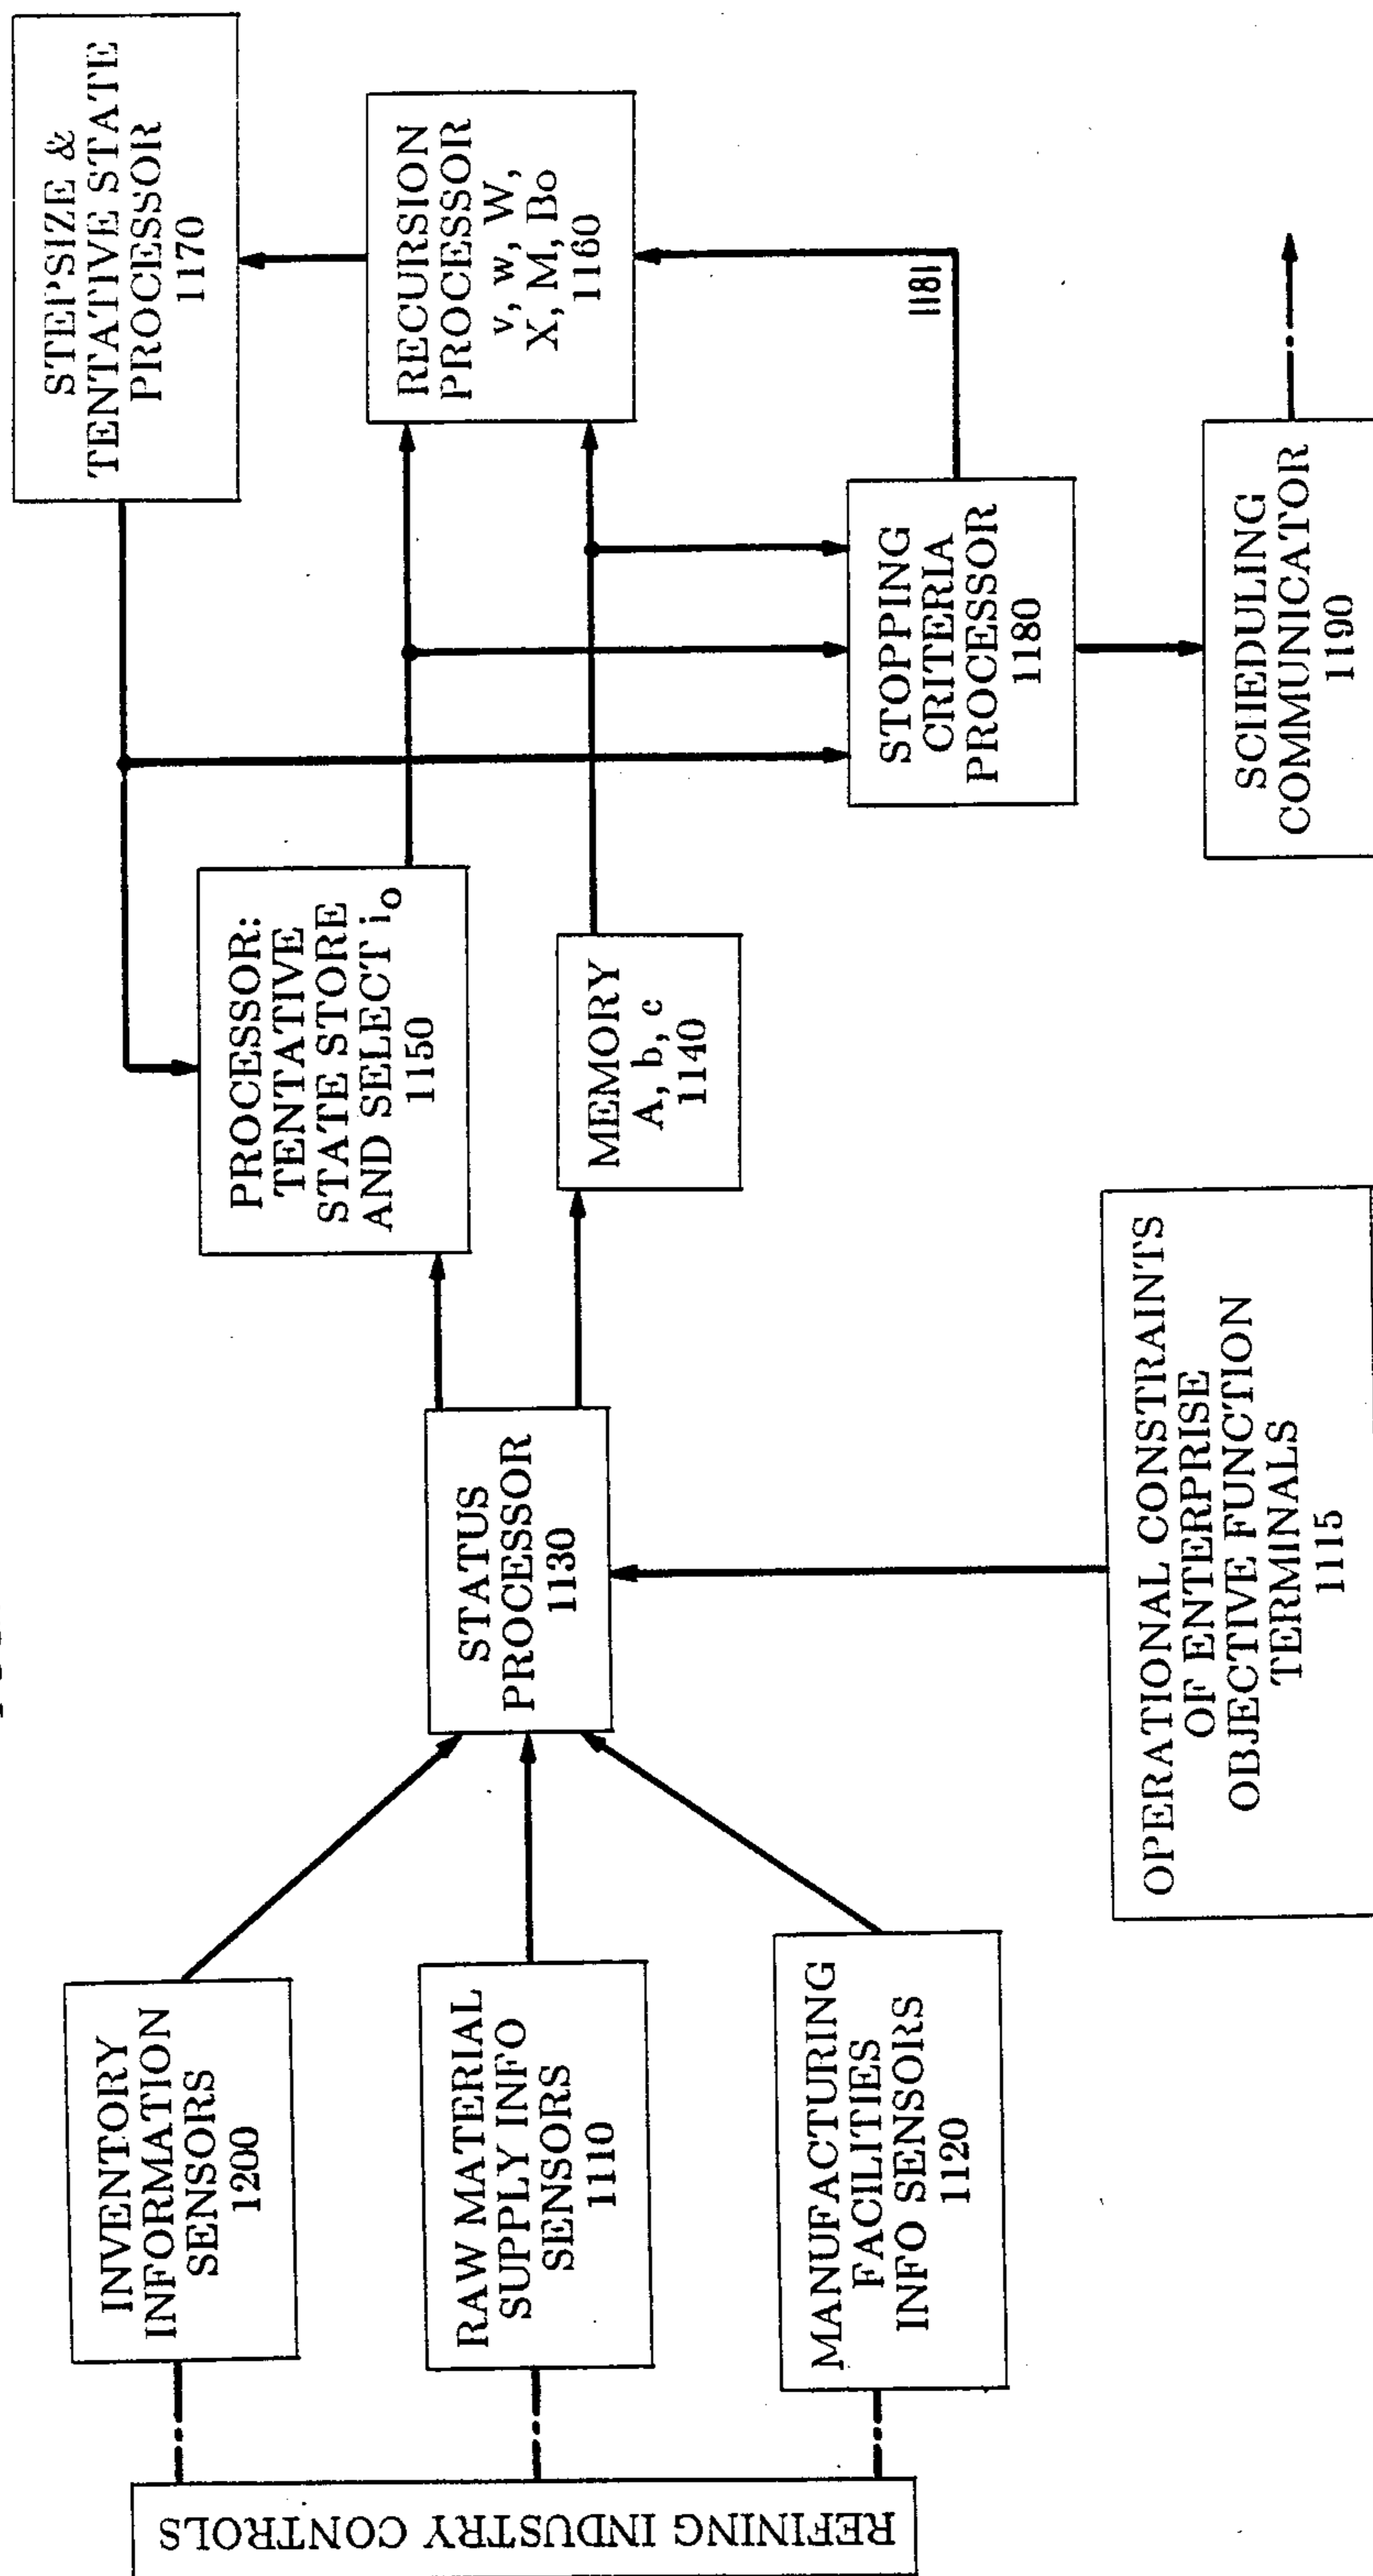 REFINING INDUSTRY CONTROLS
INVENTORY
INFORMATION
SENSORS
1200
RAW MATERIAL
SUPPLY INFO
SENSORS
1110
MANUFACTURING
FACILITIES
INFO SENSORS
1120
STATUS
PROCESSOR
1130
OPERATIONAL CONSTRAINTS
OF ENTERPRISE
OBJECTIVE FUNCTION
TERMINALS
1115
PROCESSOR:
TENTATIVE
STATE STORE
AND SELECT io
1150
MEMORY
A, b, c
1140
STEPSIZE &
TENTATIVE STATE
PROCESSOR
1170
RECURSION
PROCESSOR
v, w, W,
X, M, Bo
1160
1181
STOPPING
CRITERIA
PROCESSOR
1180
SCHEDULING
COMMUNICATOR
1190